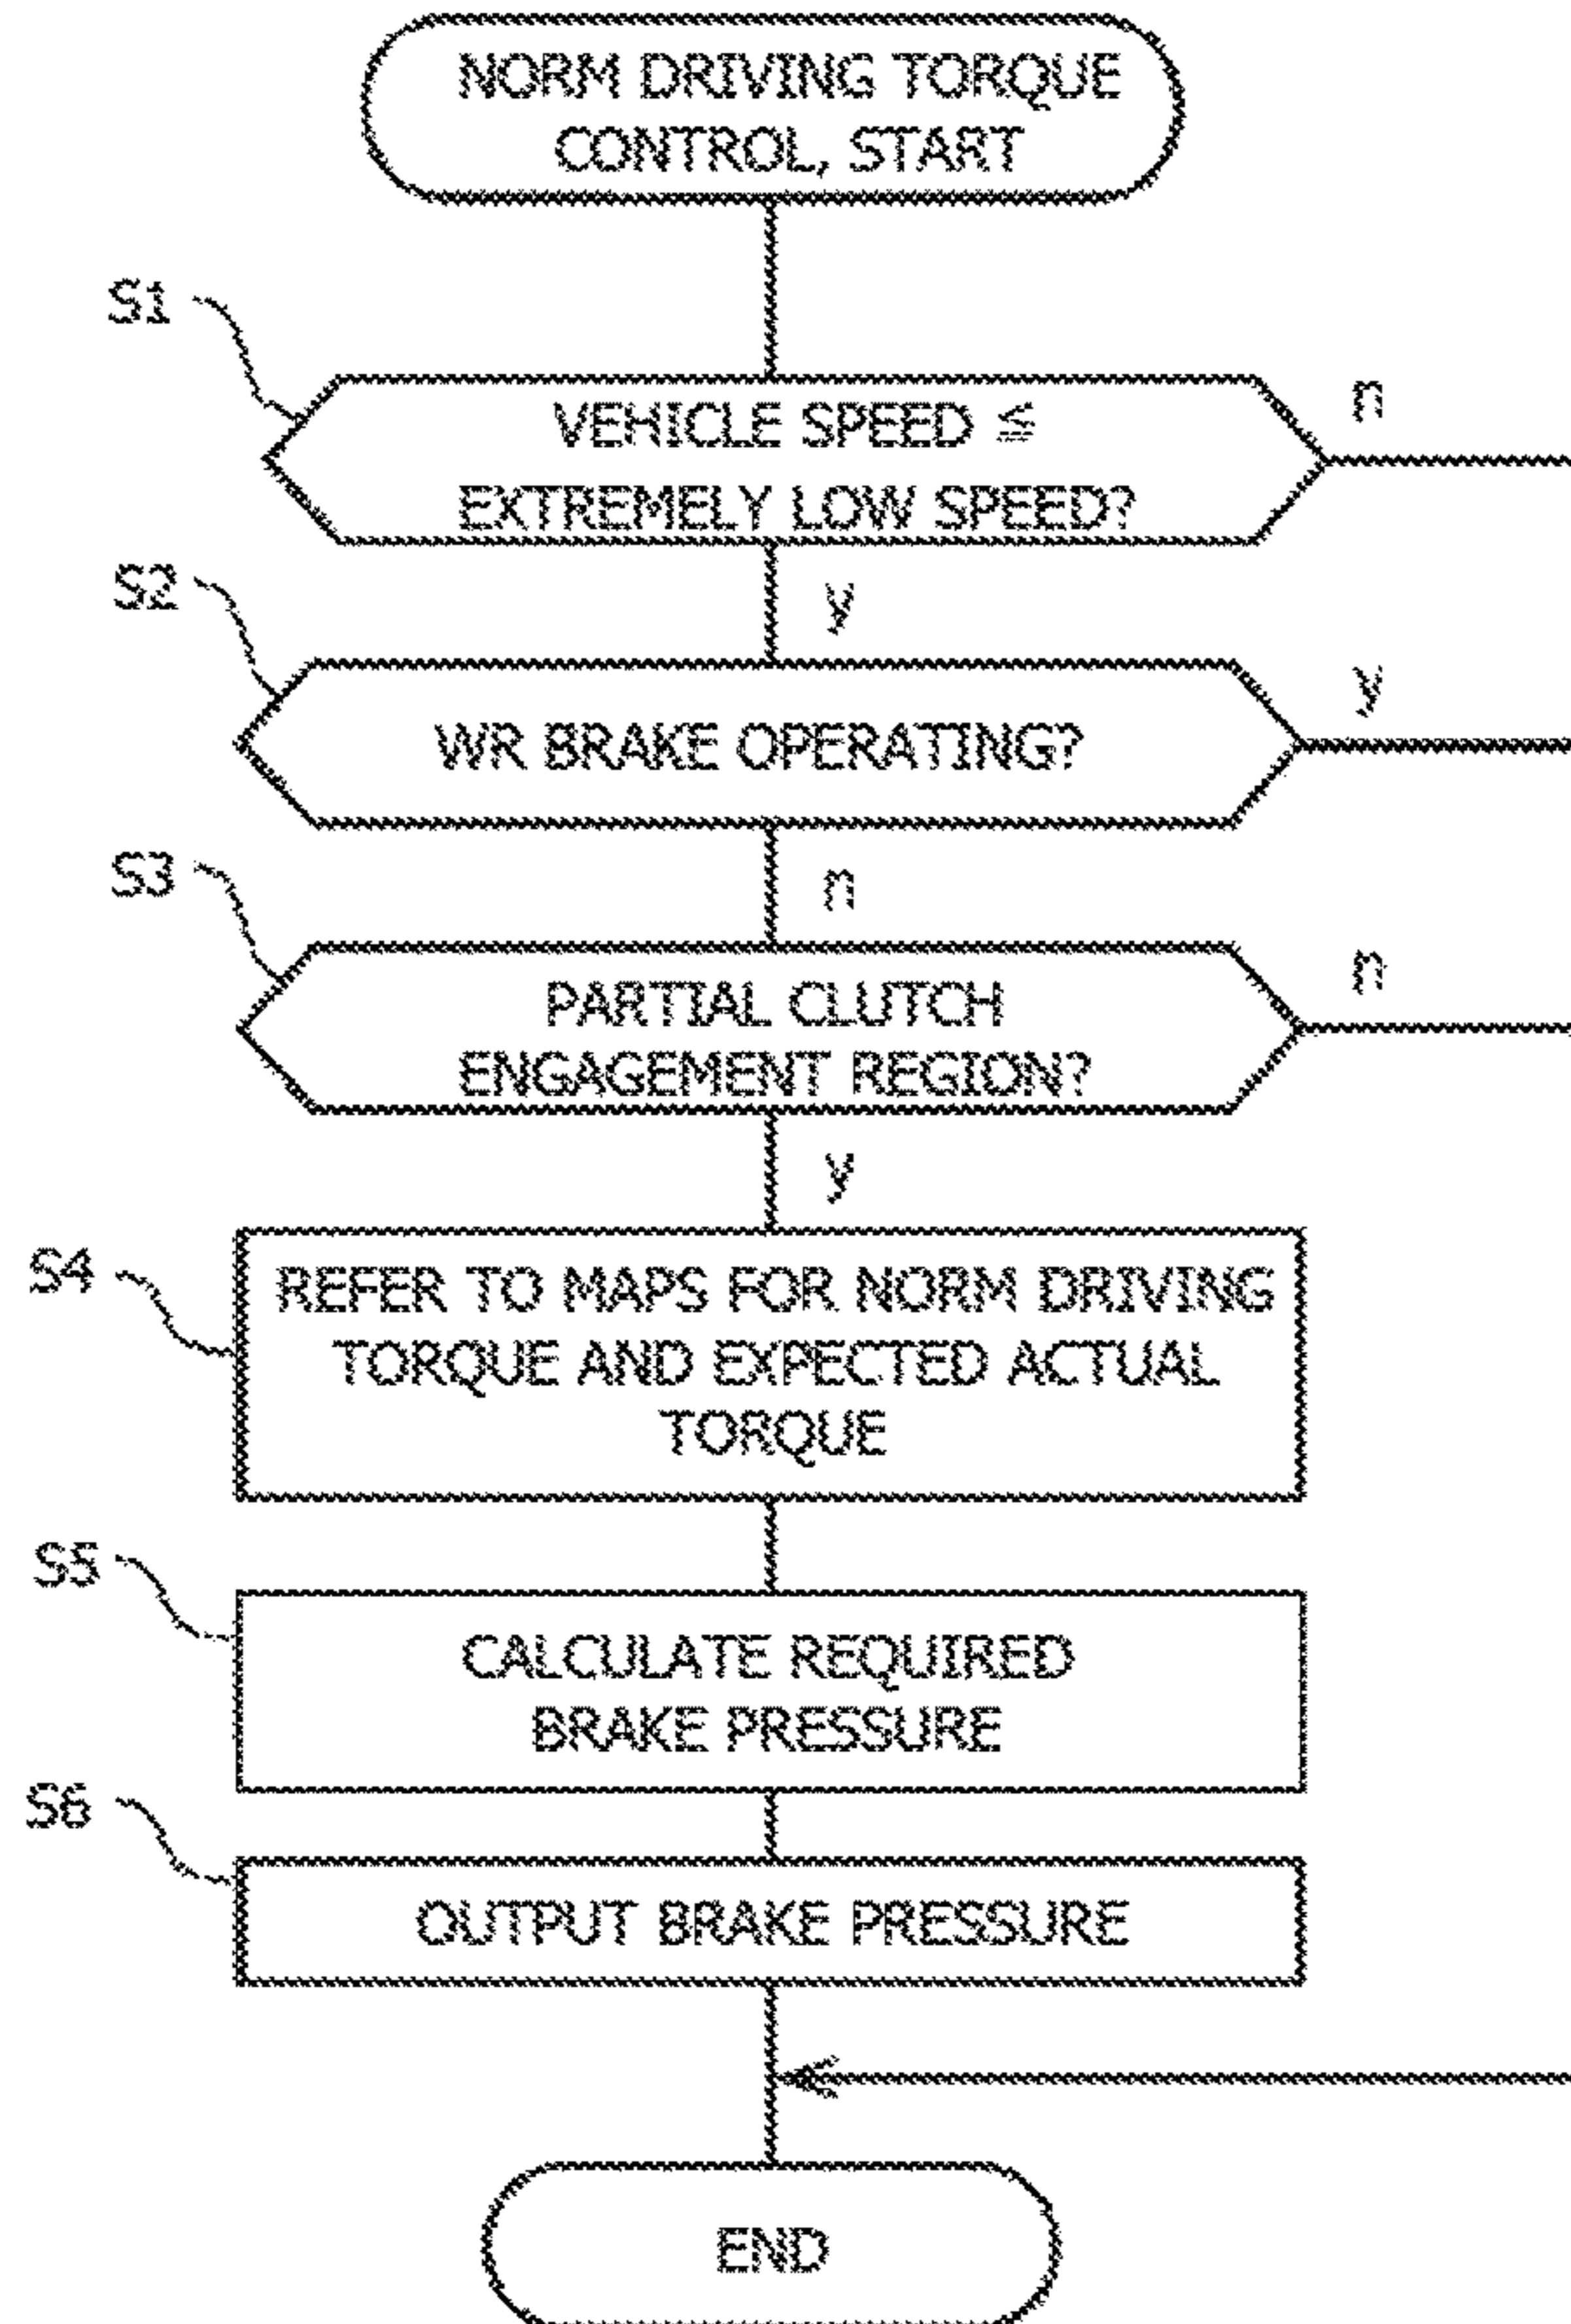 NORM DRIVING TORQUE
CONTROL, START
S1
VEHICLE SPEED ≦
EXTREMELY LOW SPEED?
n
y
S2
WR BRAKE OPERATING?
y
n
S3
PARTIAL CLUTCH
ENGAGEMENT REGION?
n
y
S4
REFER TO MAPS FOR NORM DRIVING
TORQUE AND EXPECTED ACTUAL
TORQUE
S5
CALCULATE REQUIRED
BRAKE PRESSURE
S6
OUTPUT BRAKE PRESSURE
END